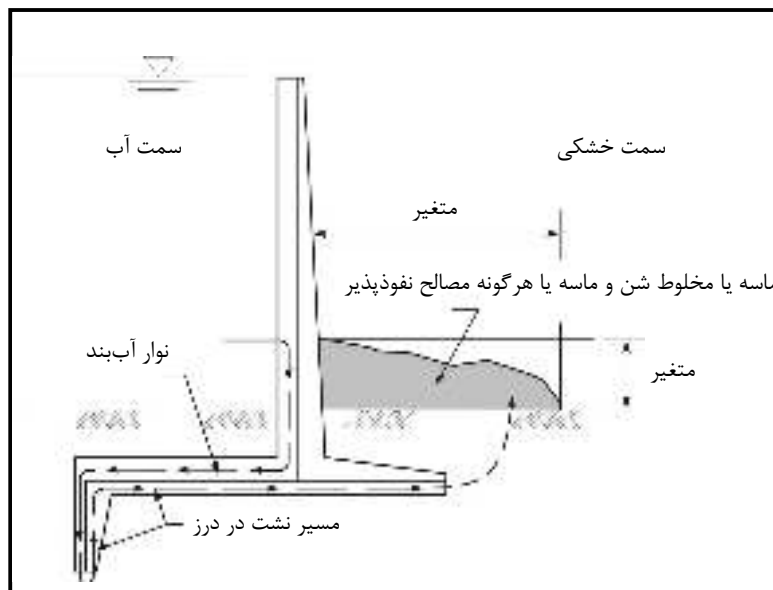 سمت خشکی
سمت آب
متغیر
ماسه یا مخلوط شن و ماسه یا هرگونه مصالح نفوذپذیر
نوار آب‌بند
متغیر
مسیر نشت در درز